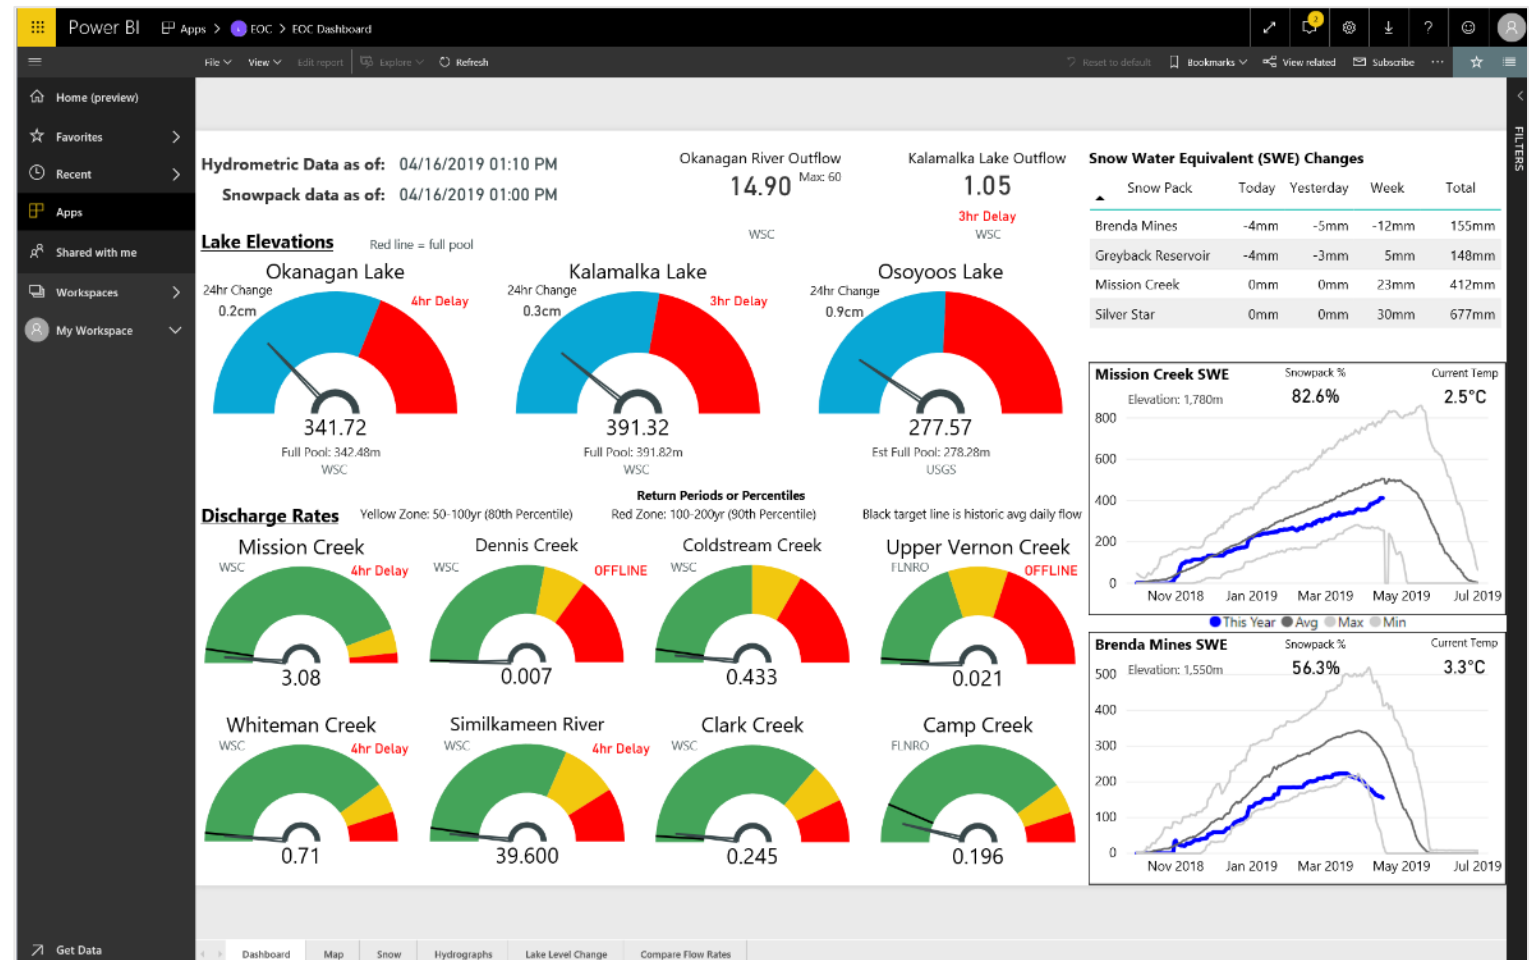 Power BI Apps > EOC > EOC Dashboard 2
File View Edit report Explore Refresh Reset to default Bookmarks View related Subscribe ...
Home (preview)
Favorites
Recent
Apps
Shared with me
Workspaces
My Workspace
Get Data
FILTERS
Hydrometric Data as of: 04/16/2019 01:10 PM
Snowpack data as of: 04/16/2019 01:00 PM
Okanagan River Outflow
14.90 Max: 60
WSC
Kalamalka Lake Outflow
1.05
3hr Delay
WSC
Lake Elevations Red line = full pool
Okanagan Lake
24hr Change
0.2cm
4hr Delay
341.72
Full Pool: 342.48m
WSC
Kalamalka Lake
24hr Change
0.3cm
3hr Delay
391.32
Full Pool: 391.82m
WSC
Osoyoos Lake
24hr Change
0.9cm
277.57
Est Full Pool: 278.28m
USGS
Return Periods or Percentiles
Discharge Rates Yellow Zone: 50-100yr (80th Percentile) Red Zone: 100-200yr (90th Percentile) Black target line is historic avg daily flow
Mission Creek
WSC
4hr Delay
3.08
Dennis Creek
WSC
OFFLINE
0.007
Coldstream Creek
WSC
0.433
Upper Vernon Creek
FLNRO
OFFLINE
0.021
Whiteman Creek
WSC
4hr Delay
0.71
Similkameen River
WSC
4hr Delay
39.600
Clark Creek
WSC
0.245
Camp Creek
FLNRO
0.196
Snow Water Equivalent (SWE) Changes
Snow Pack Today Yesterday Week Total
Brenda Mines -4mm -5mm -12mm 155mm
Greyback Reservoir -4mm -3mm 5mm 148mm
Mission Creek 0mm 0mm 23mm 412mm
Silver Star 0mm 0mm 30mm 677mm
Mission Creek SWE Snowpack % Current Temp
Elevation: 1,780m 82.6% 2.5°C
800
600
400
200
0
Nov 2018 Jan 2019 Mar 2019 May 2019 Jul 2019
This Year Avg Max Min
Brenda Mines SWE Snowpack % Current Temp
Elevation: 1,550m 56.3% 3.3°C
500
400
300
200
100
0
Nov 2018 Jan 2019 Mar 2019 May 2019 Jul 2019
Dashboard Map Snow Hydrographs Lake Level Change Compare Flow Rates